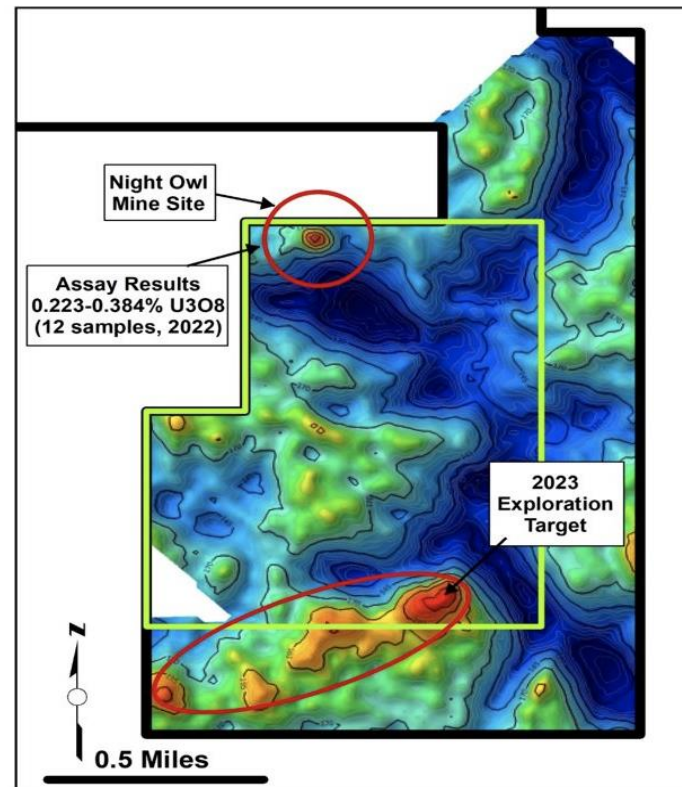 Night Owl
Mine Site
Assay Results
0.223-0.384% U3O8
(12 samples, 2022)
2023
Exploration
Target
z
0.5 Miles